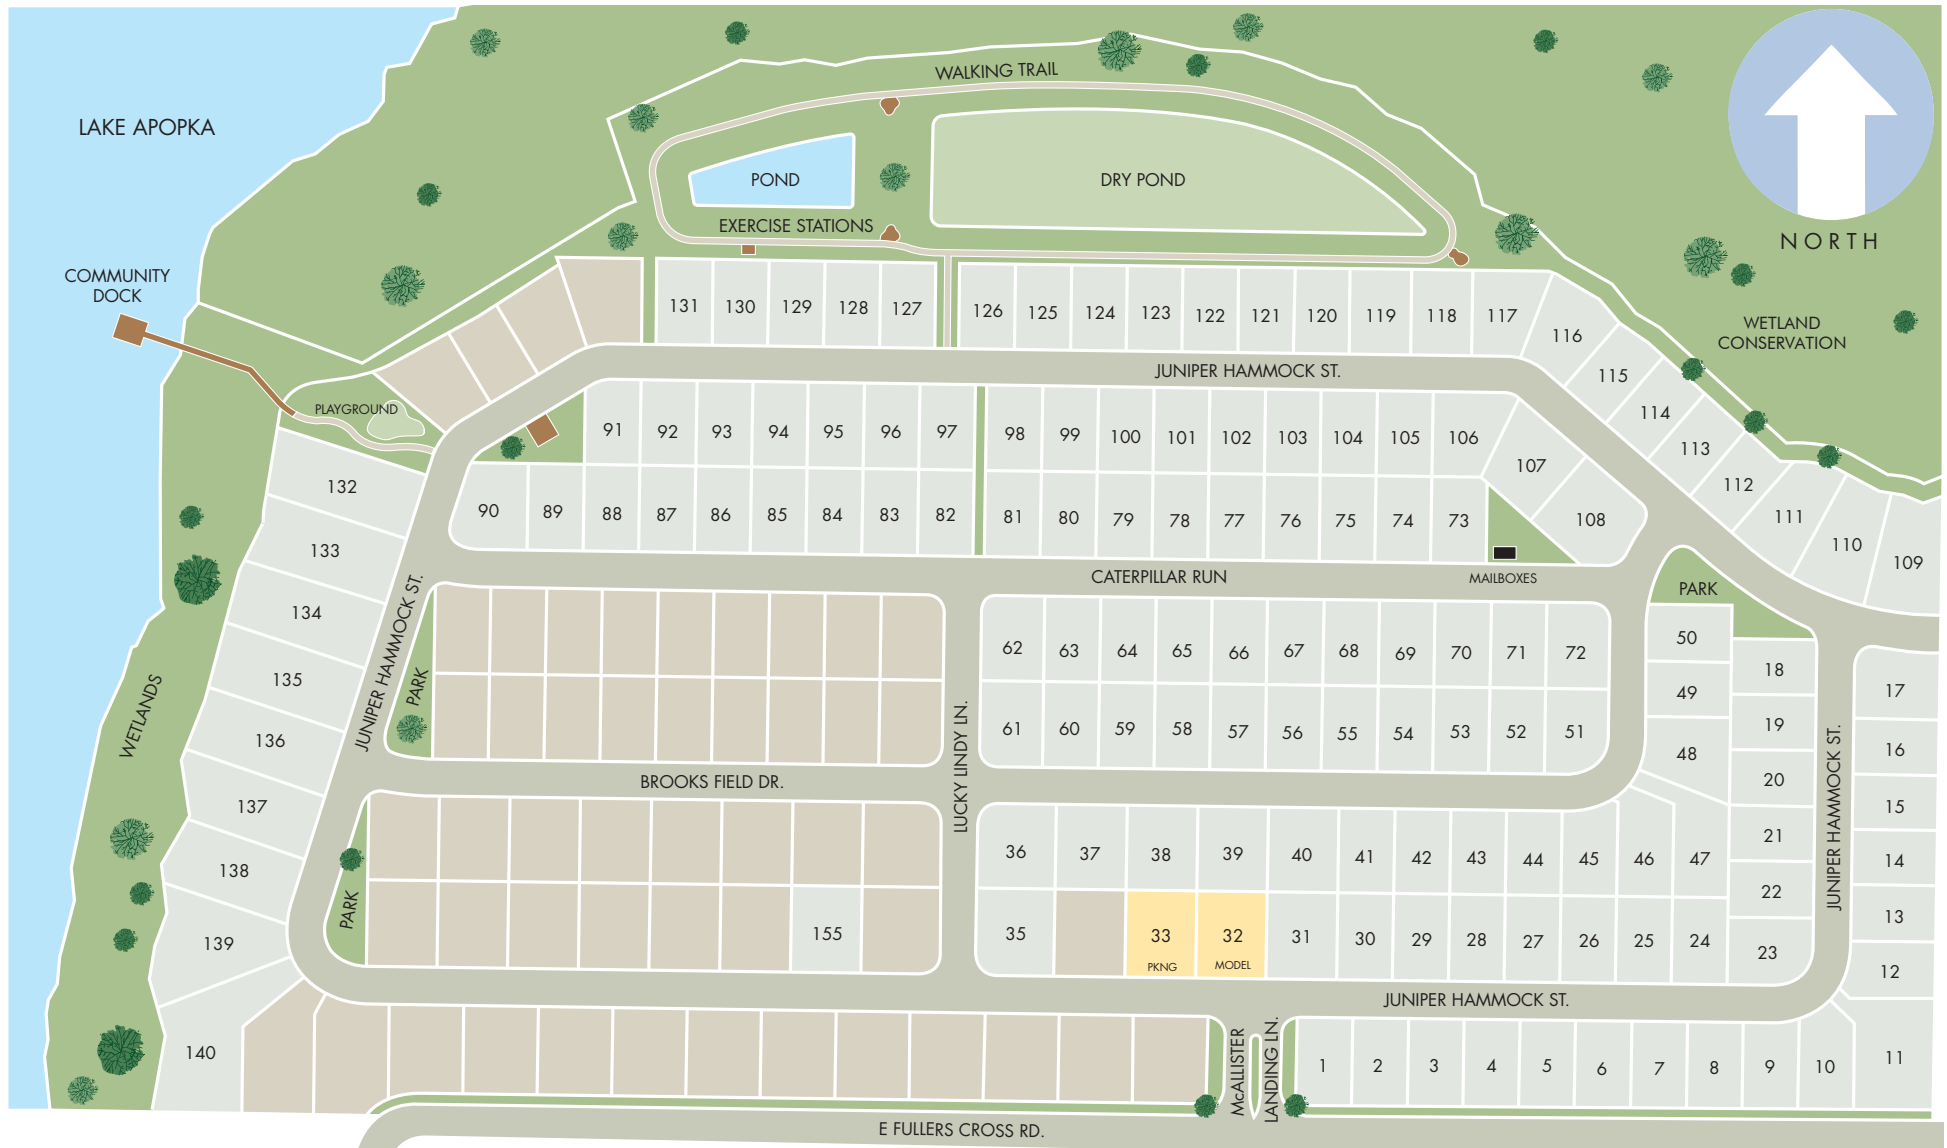 WALKING TRAIL
LAKE APOPKA
POND
DRY POND
EXERCISE STATIONS
NORTH
COMMUNITY
DOCK
WETLAND
CONSERVATION
131 130 129 128 127 126 125 124 123 122 121 120 119 118 117
116
115
114
113
112
111
110
109
JUNIPER HAMMOCK ST.
PLAYGROUND
91 92 93 94 95 96 97 98 99 100 101 102 103 104 105 106
107
108
90 89 88 87 86 85 84 83 82 81 80 79 78 77 76 75 74 73
MAILBOXES
CATERPILLAR RUN
132
133
134
135
136
137
138
139
140
WETLANDS
JUNIPER HAMMOCK ST.
PARK
PARK
62 63 64 65 66 67 68 69 70 71 72
61 60 59 58 57 56 55 54 53 52 51
PARK
50
49
48
18
19
20
21
22
23
17
16
15
14
13
12
11
JUNIPER HAMMOCK ST.
LUCKY LINDY LN.
BROOKS FIELD DR.
36 37 38 39 40 41 42 43 44 45 46 47
155
35
33
PKNG
32
MODEL
31 30 29 28 27 26 25 24
JUNIPER HAMMOCK ST.
McALLISTER
LANDING LN.
1 2 3 4 5 6 7 8 9 10
E FULLERS CROSS RD.